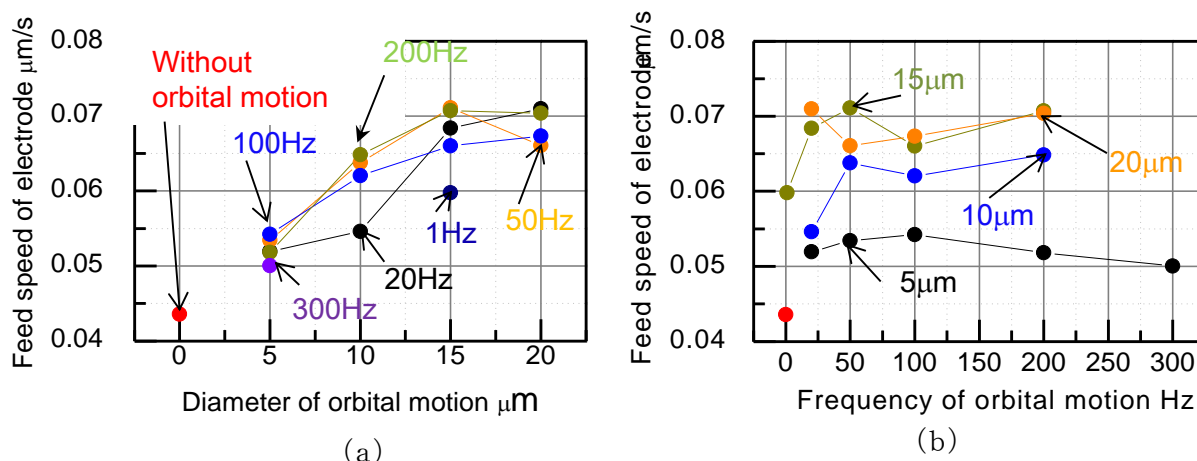 Feed speed of electrode μm/s
0.08
0.07
0.06
0.05
0.04
Without
orbital motion
200Hz
100Hz
1Hz
50Hz
20Hz
300Hz
0 5 10 15 20
Diameter of orbital motion μm
(a)
Feed speed of electrodeμm/s
0.08
0.07
0.06
0.05
0.04
15μm
20μm
10μm
5μm
0 50 100 150 200 250 300
Frequency of orbital motion Hz
(b)